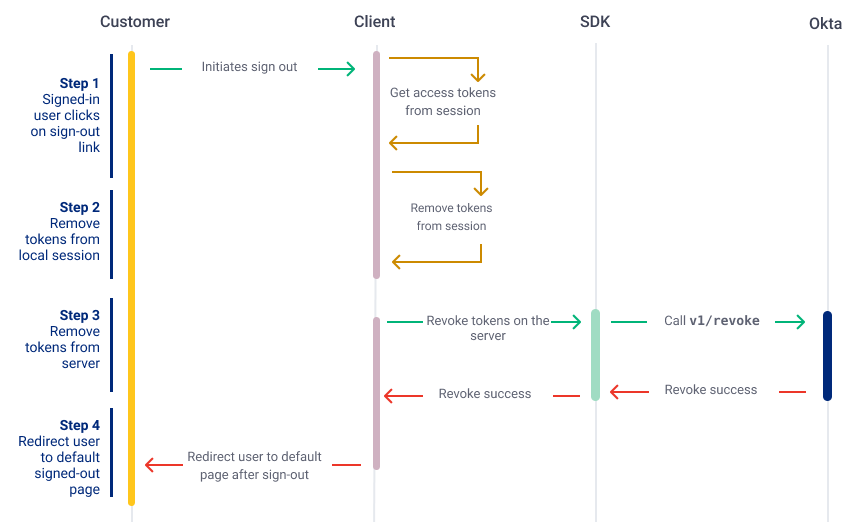 Customer
Client
SDK
Okta
Step 1
Signed-in
user clicks
on sign-out
link
Initiates sign out
Get access tokens
from session
Step 2
Remove
tokens from
local session
Remove tokens
from session
Step 3
Remove
tokens from
server
Revoke tokens on the
server
Call v1/revoke
Revoke success
Revoke success
Step 4
Redirect user
to default
signed-out
page
Redirect user to default
page after sign-out